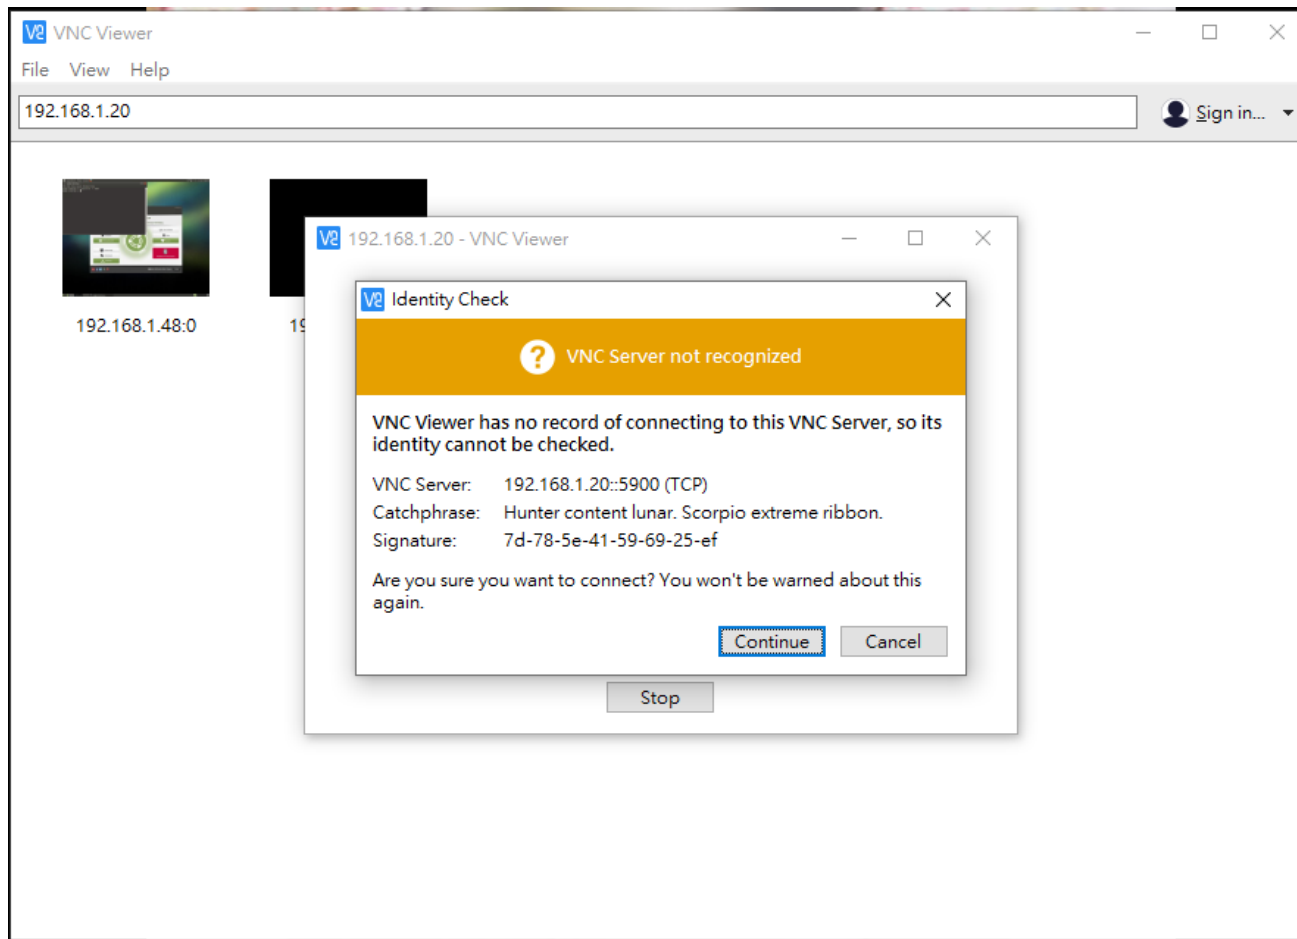 VNC Viewer
File View Help
192.168.1.20
Sign in...
192.168.1.48:0
19
192.168.1.20 - VNC Viewer
Identity Check
VNC Server not recognized
VNC Viewer has no record of connecting to this VNC Server, so its
identity cannot be checked.
VNC Server: 192.168.1.20::5900 (TCP)
Catchphrase: Hunter content lunar. Scorpio extreme ribbon.
Signature: 7d-78-5e-41-59-69-25-ef
Are you sure you want to connect? You won't be warned about this
again.
Continue Cancel
Stop